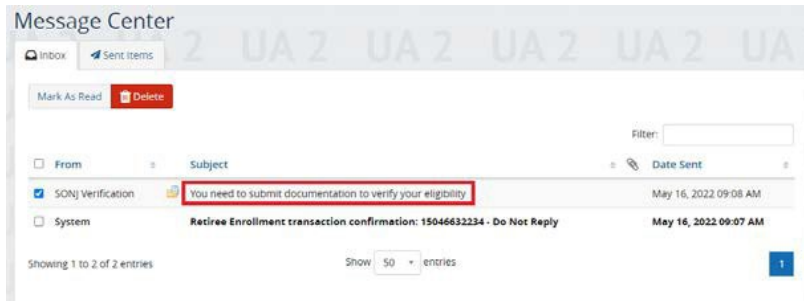 Message Center
UA 2 UA 2 UA 2 UA 2 UA
Inbox Sent Items
Mark As Read Delete
Filter:
From Subject Date Sent
SONJ Verification You need to submit documentation to verify your eligibility May 16, 2022 09:08 AM
System Retiree Enrollment transaction confirmation: 15046632234 - Do Not Reply May 16, 2022 09:07 AM
Showing 1 to 2 of 2 entries Show 50 entries 1